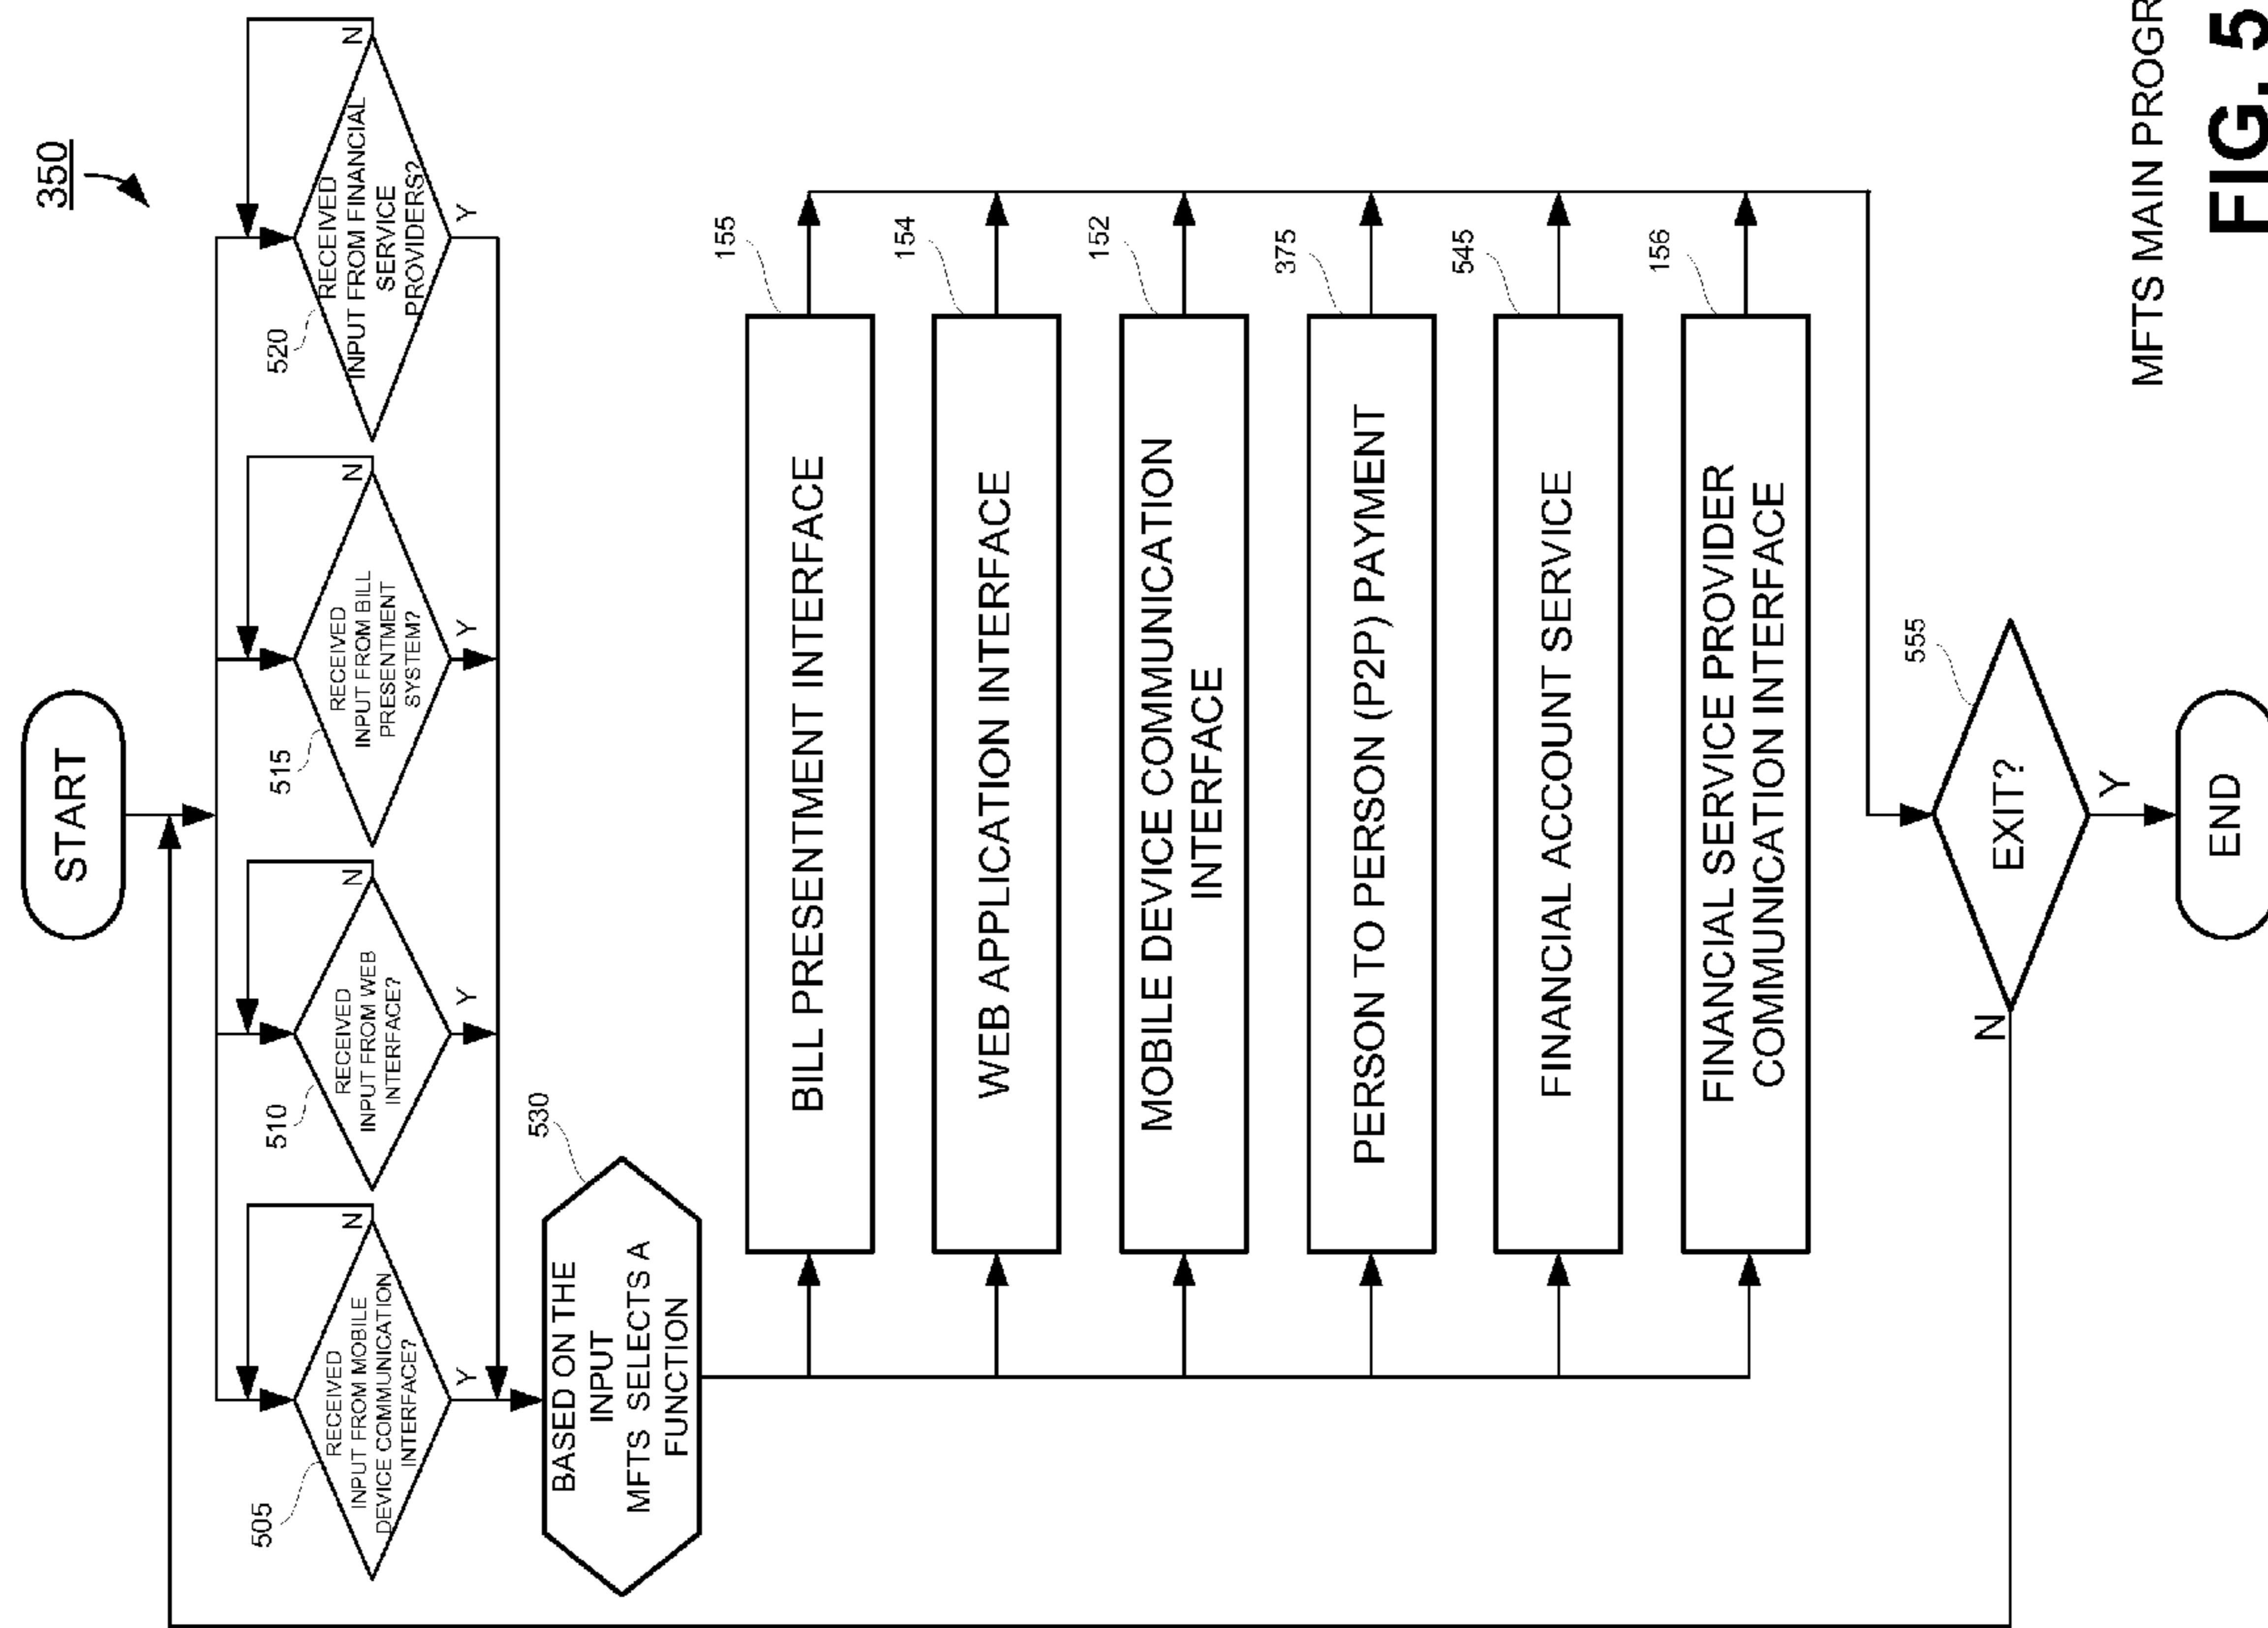 350
START
505
RECEIVED
INPUT FROM MOBILE
DEVICE COMMUNICATION
INTERFACE?
N
Y
510
RECEIVED
INPUT FROM WEB
INTERFACE?
N
Y
515
RECEIVED
INPUT FROM BILL
PRESENTMENT
SYSTEM?
N
Y
520
RECEIVED
INPUT FROM FINANCIAL
SERVICE
PROVIDERS?
N
Y
530
BASED ON THE
INPUT
MFTS SELECTS A
FUNCTION
155
BILL PRESENTMENT INTERFACE
154
WEB APPLICATION INTERFACE
152
MOBILE DEVICE COMMUNICATION
INTERFACE
375
PERSON TO PERSON (P2P) PAYMENT
545
FINANCIAL ACCOUNT SERVICE
156
FINANCIAL SERVICE PROVIDER
COMMUNICATION INTERFACE
555
EXIT?
N
Y
END
MFTS MAIN PROGR
FIG. 5